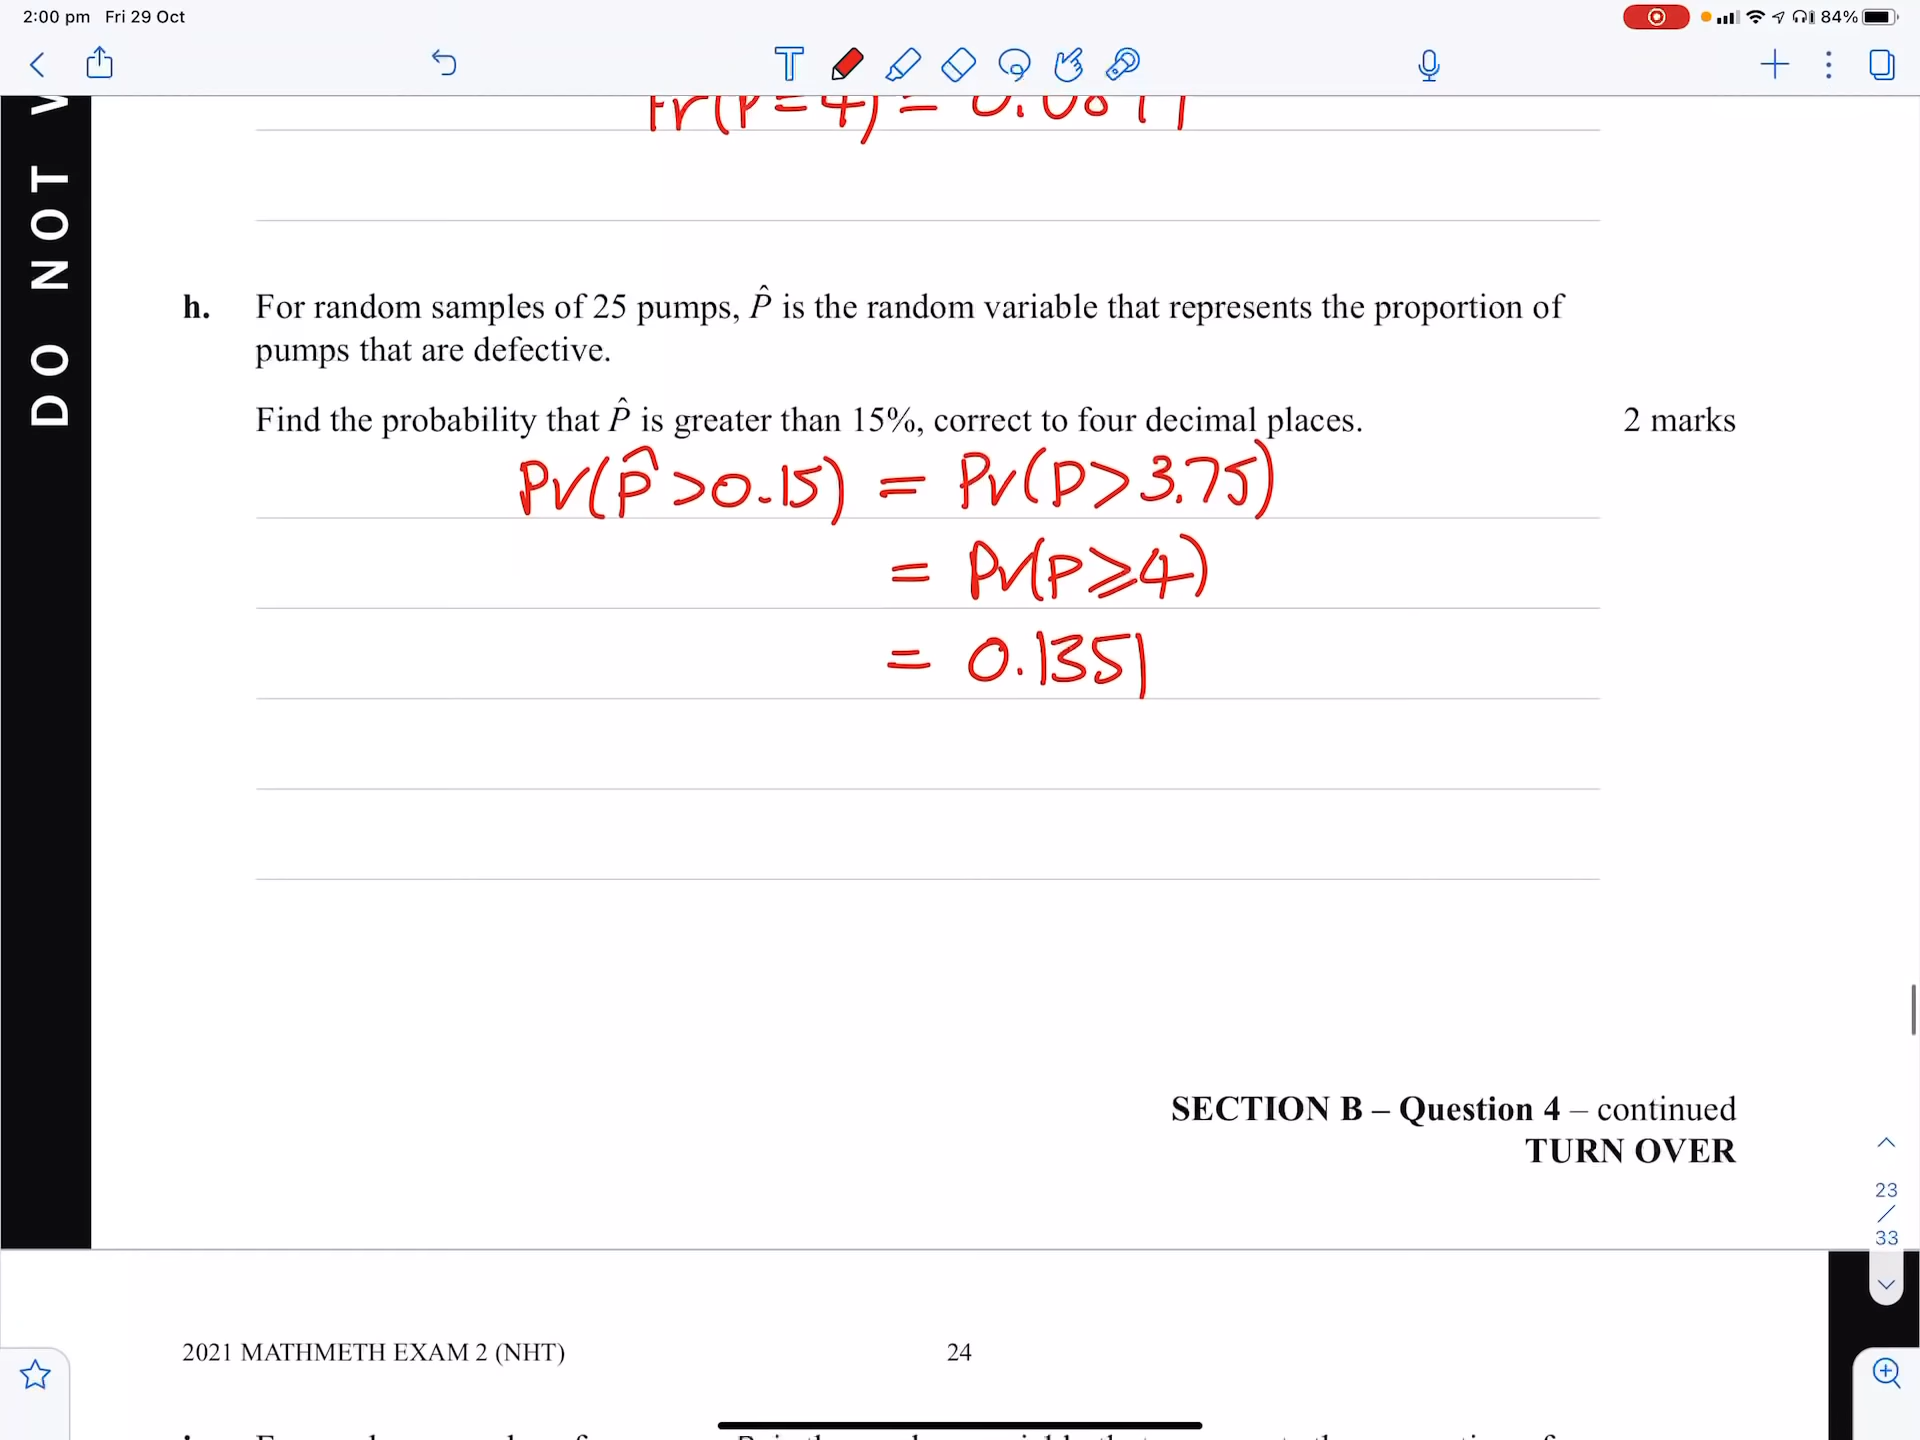 2:00 pm Fri 29 Oct
84%
T
DO NOT
h. For random samples of 25 pumps, P̂ is the random variable that represents the proportion of
pumps that are defective.
Find the probability that P̂ is greater than 15%, correct to four decimal places. 2 marks
Pr(p̂>0.15) = Pr(p>3.75)
= Pr(p⩾4)
= 0.1351
SECTION B – Question 4 – continued
TURN OVER
23
/
33
2021 MATHMETH EXAM 2 (NHT) 24